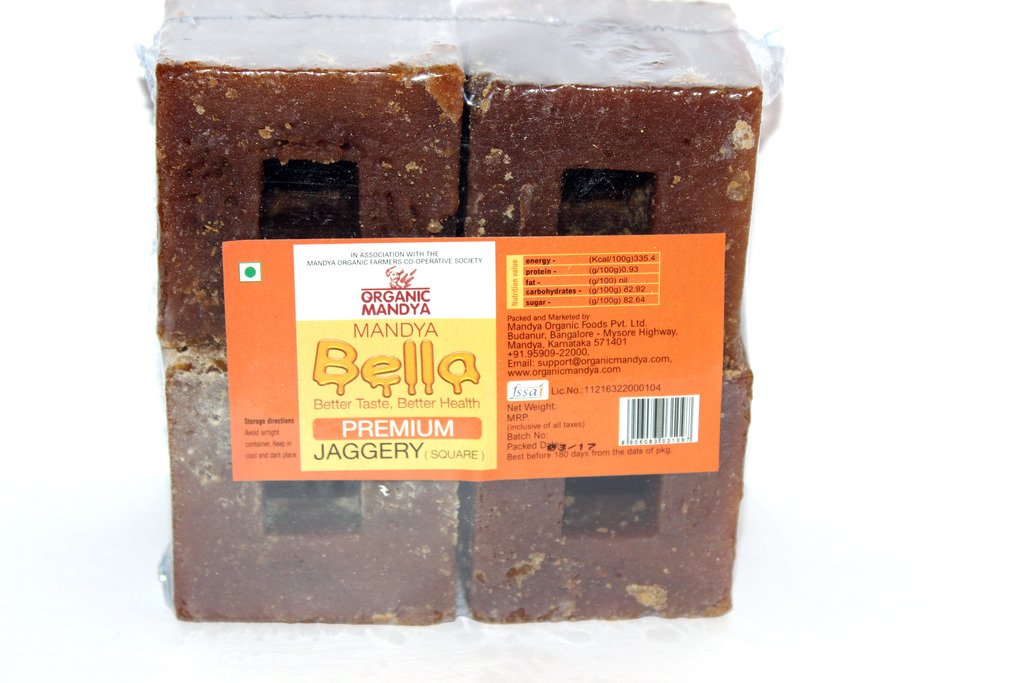 IN ASSOCIATION WITH THE
MANDYA ORGANIC FARMERS CO-OPERATIVE SOCIETY
ORGANIC
MANDYA
MANDYA
Bella
Better Taste, Better Health
PREMIUM
JAGGERY ( SQUARE )
Storage directions
Avoid airtight
container. Keep in
cool and dark place
Nutrition value
energy - (Kcal/100g)335.4
protein - (g/100g)0.93
fat - (g/100) nil
carbohydrates - (g/100g) 82.92
sugar - (g/100g) 82.64
Packed and Marketed by
Mandya Organic Foods Pvt. Ltd.
Budanur, Bangalore - Mysore Highway,
Mandya, Karnataka 571401
+91.95909-22000,
Email: support@organicmandya.com,
www.organicmandya.com
fssai Lic.No.:11216322000104
Net Weight:
MRP.
(inclusive of all taxes)
Batch No:
Packed Date 03/17
Best before 180 days from the date of pkg.